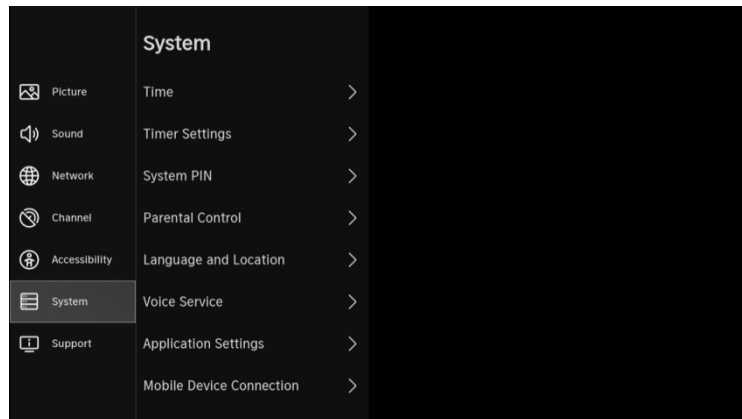 System
Picture
Time
Sound
Timer Settings
Network
System PIN
Channel
Parental Control
Accessibility
Language and Location
System
Voice Service
Support
Application Settings
Mobile Device Connection